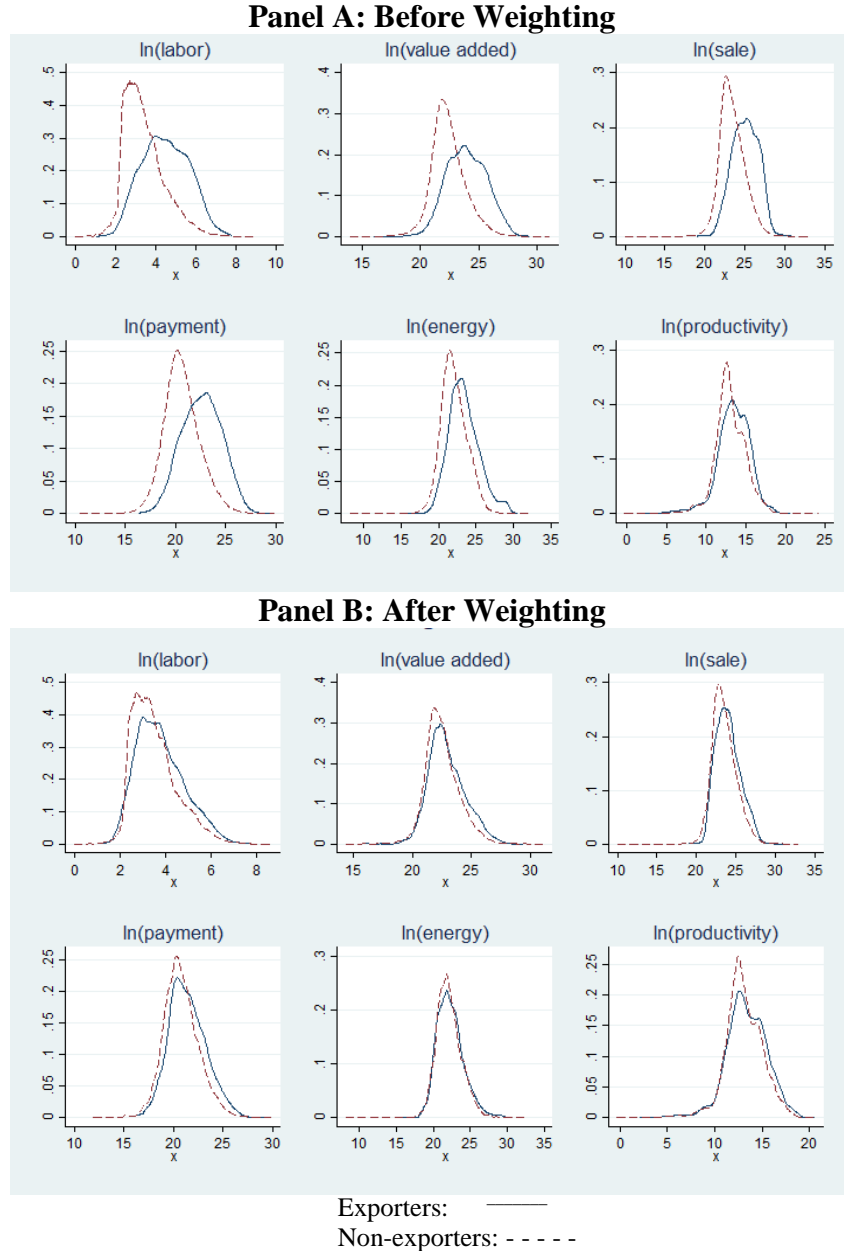 Panel A: Before Weighting
ln(labor) ln(value added) ln(sale)
.5 .4 .3
.4 .3
.3 .2 .2
.2 .1
.1 .1
0 0 0
0 2 4 6 8 10 15 20 25 30 10 15 20 25 30 35
x x x
ln(payment) ln(energy) ln(productivity)
.25 .25 .3
.2 .2
.15 .15 .2
.1 .1 .1
.05 .05
0 0 0
10 15 20 25 30 10 15 20 25 30 35 0 5 10 15 20 25
x x x
Panel B: After Weighting
ln(labor) ln(value added) ln(sale)
.5 .4 .3
.4 .3
.3 .2 .2
.2 .1
.1 .1
0 0 0
0 2 4 6 8 15 20 25 30 10 15 20 25 30 35
x x x
ln(payment) ln(energy) ln(productivity)
.25 .3 .25
.2 .2
.15 .2 .15
.1 .1 .1
.05 .05
0 0 0
10 15 20 25 30 10 15 20 25 30 35 0 5 10 15 20
x x x
Exporters: ———
Non-exporters: - - - - -